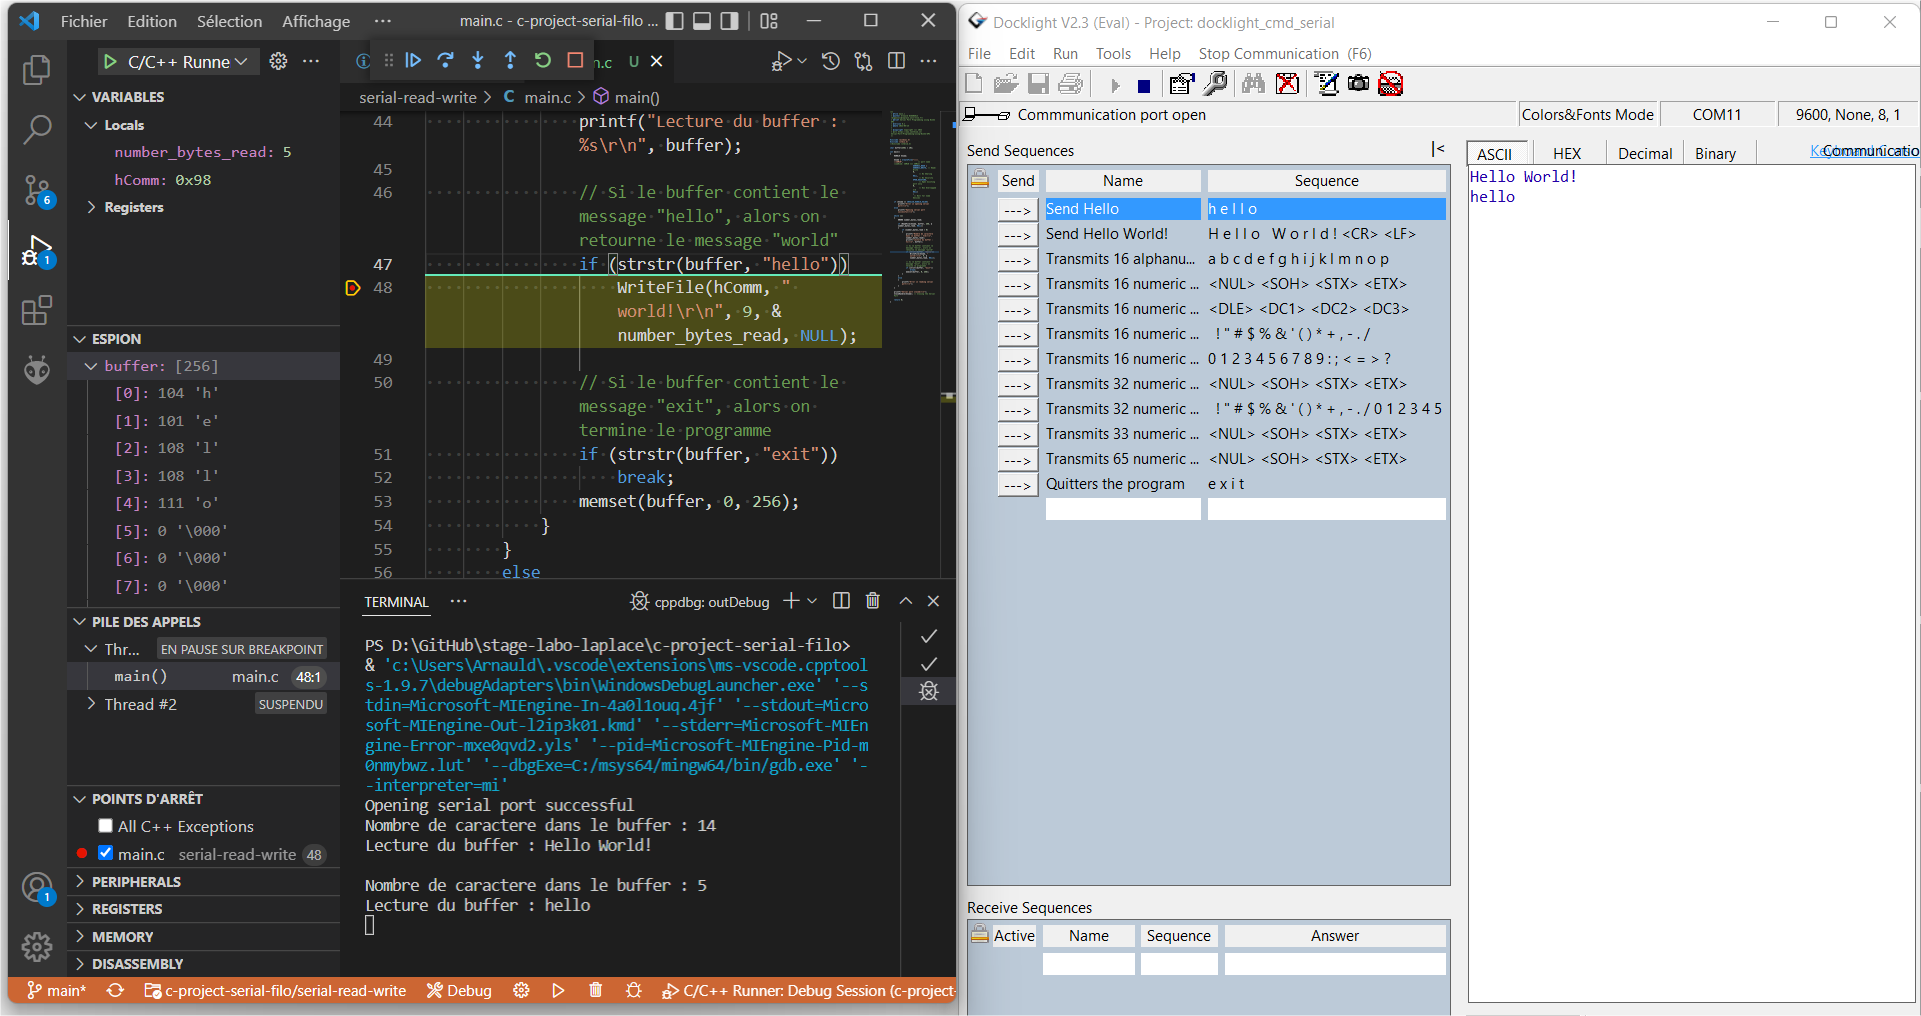 Fichier Edition Sélection Affichage ··· main.c - c-project-serial-filo ...
C/C++ Runne
VARIABLES
Locals
number_bytes_read: 5
hComm: 0x98
Registers
ESPION
buffer: [256]
[0]: 104 'h'
[1]: 101 'e'
[2]: 108 'l'
[3]: 108 'l'
[4]: 111 'o'
[5]: 0 '\000'
[6]: 0 '\000'
[7]: 0 '\000'
PILE DES APPELS
Thr... EN PAUSE SUR BREAKPOINT
main() main.c 48:1
Thread #2 SUSPENDU
POINTS D'ARRÊT
All C++ Exceptions
main.c serial-read-write 48
PERIPHERALS
REGISTERS
MEMORY
DISASSEMBLY
6
1
1
n.c U
serial-read-write > C main.c > main()
44 printf("Lecture du buffer :
%s\r\n", buffer);
45
46 // Si le buffer contient le
message "hello", alors on
retourne le message "world"
47 if (strstr(buffer, "hello"))
48 WriteFile(hComm, "
world!\r\n", 9, &
number_bytes_read, NULL);
49
50 // Si le buffer contient le
message "exit", alors on
termine le programme
51 if (strstr(buffer, "exit"))
52 break;
53 memset(buffer, 0, 256);
54 }
55 }
56 else
TERMINAL ··· cppdbg: outDebug
PS D:\GitHub\stage-labo-laplace\c-project-serial-filo>
& 'c:\Users\Arnauld\.vscode\extensions\ms-vscode.cpptool
s-1.9.7\debugAdapters\bin\WindowsDebugLauncher.exe' '--s
tdin=Microsoft-MIEngine-In-4a0l1ouq.4jf' '--stdout=Micro
soft-MIEngine-Out-l2ip3k01.kmd' '--stderr=Microsoft-MIEn
gine-Error-mxe0qvd2.yls' '--pid=Microsoft-MIEngine-Pid-m
0nmybwz.lut' '--dbgExe=C:/msys64/mingw64/bin/gdb.exe' '-
-interpreter=mi'
Opening serial port successful
Nombre de caractere dans le buffer : 14
Lecture du buffer : Hello World!
Nombre de caractere dans le buffer : 5
Lecture du buffer : hello
main* c-project-serial-filo/serial-read-write Debug C/C++ Runner: Debug Session (c-project-
Docklight V2.3 (Eval) - Project: docklight_cmd_serial
File Edit Run Tools Help Stop Communication (F6)
Commmunication port open Colors&Fonts Mode COM11 9600, None, 8, 1
Send Sequences
Send Name Sequence
---> Send Hello h e l l o
---> Send Hello World! H e l l o W o r l d ! <CR> <LF>
---> Transmits 16 alphanu... a b c d e f g h i j k l m n o p
---> Transmits 16 numeric ... <NUL> <SOH> <STX> <ETX>
---> Transmits 16 numeric ... <DLE> <DC1> <DC2> <DC3>
---> Transmits 16 numeric ... ! " # $ % & ' ( ) * + , - . /
---> Transmits 16 numeric ... 0 1 2 3 4 5 6 7 8 9 : ; < = > ?
---> Transmits 32 numeric ... <NUL> <SOH> <STX> <ETX>
---> Transmits 32 numeric ... ! " # $ % & ' ( ) * + , - . / 0 1 2 3 4 5
---> Transmits 33 numeric ... <NUL> <SOH> <STX> <ETX>
---> Transmits 65 numeric ... <NUL> <SOH> <STX> <ETX>
---> Quitters the program e x i t
Receive Sequences
Active Name Sequence Answer
ASCII HEX Decimal Binary Communicatio
Hello World!
hello